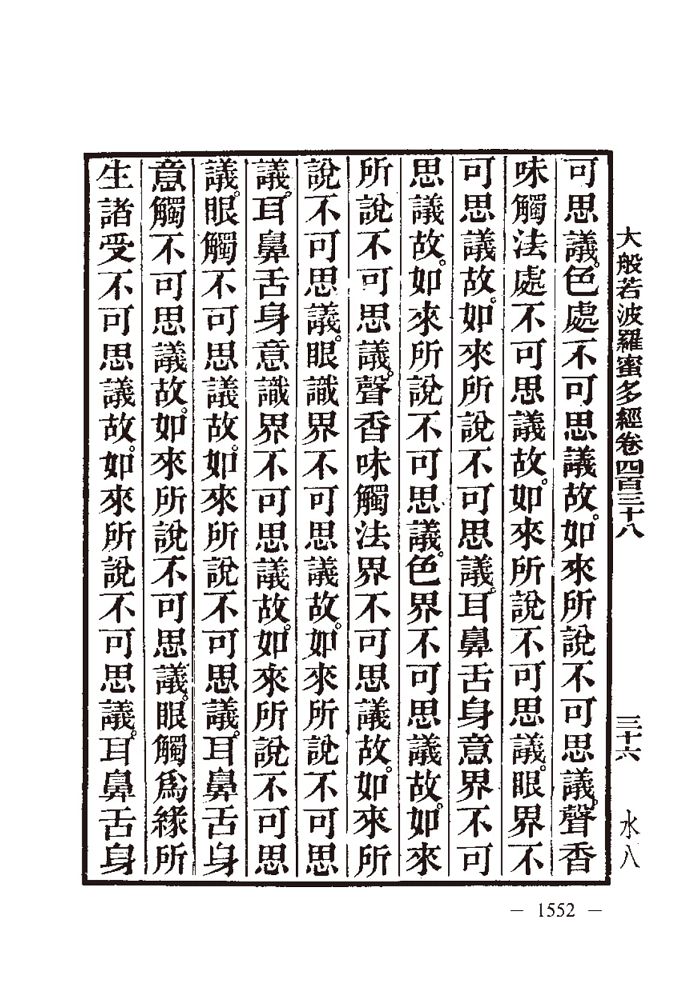 大般若波羅蜜多經卷四百三十八 三十六 水八
可思議。色處不可思議故。如來所說不可思議。聲香
味觸法處不可思議故。如來所說不可思議。眼界不
可思議故。如來所說不可思議。耳鼻舌身意界不可
思議故。如來所說不可思議。色界不可思議故。如來
所說不可思議。聲香味觸法界不可思議故。如來所
說不可思議。眼識界不可思議故。如來所說不可思
議。耳鼻舌身意識界不可思議故。如來所說不可思
議。眼觸不可思議故。如來所說不可思議。耳鼻舌身
意觸不可思議故。如來所說不可思議。眼觸爲緣所
生諸受不可思議故。如來所說不可思議。耳鼻舌身
— 1552 —